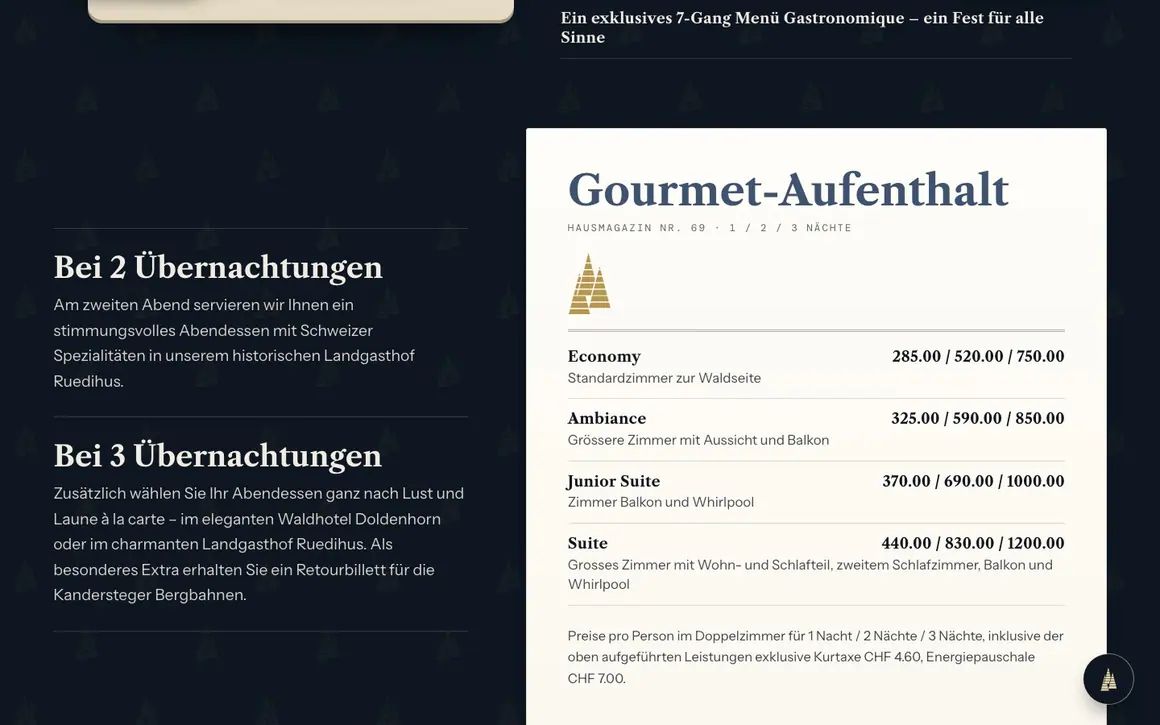 Ein exklusives 7-Gang Menü Gastronomique – ein Fest für alle
Sinne
Bei 2 Übernachtungen
Am zweiten Abend servieren wir Ihnen ein
stimmungsvolles Abendessen mit Schweizer
Spezialitäten in unserem historischen Landgasthof
Ruedihus.
Bei 3 Übernachtungen
Zusätzlich wählen Sie Ihr Abendessen ganz nach Lust und
Laune à la carte – im eleganten Waldhotel Doldenhorn
oder im charmanten Landgasthof Ruedihus. Als
besonderes Extra erhalten Sie ein Retourbillett für die
Kandersteger Bergbahnen.
Gourmet-Aufenthalt
HAUSMAGAZIN NR. 69 · 1 / 2 / 3 NÄCHTE
Economy 285.00 / 520.00 / 750.00
Standardzimmer zur Waldseite
Ambiance 325.00 / 590.00 / 850.00
Grössere Zimmer mit Aussicht und Balkon
Junior Suite 370.00 / 690.00 / 1000.00
Zimmer Balkon und Whirlpool
Suite 440.00 / 830.00 / 1200.00
Grosses Zimmer mit Wohn- und Schlafteil, zweitem Schlafzimmer, Balkon und
Whirlpool
Preise pro Person im Doppelzimmer für 1 Nacht / 2 Nächte / 3 Nächte, inklusive der
oben aufgeführten Leistungen exklusive Kurtaxe CHF 4.60, Energiepauschale
CHF 7.00.